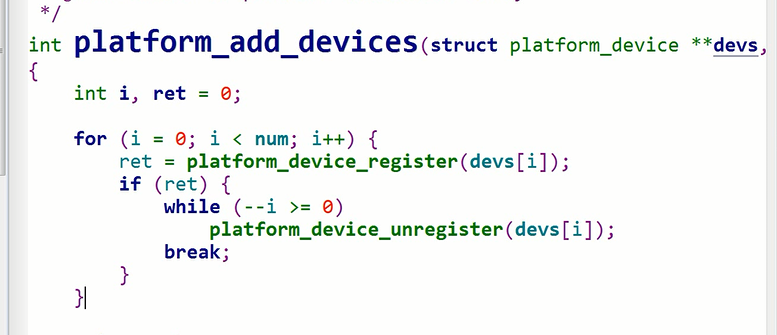 */
int platform_add_devices(struct platform_device **devs,
{
int i, ret = 0;
for (i = 0; i < num; i++) {
ret = platform_device_register(devs[i]);
if (ret) {
while (--i >= 0)
platform_device_unregister(devs[i]);
break;
}
}